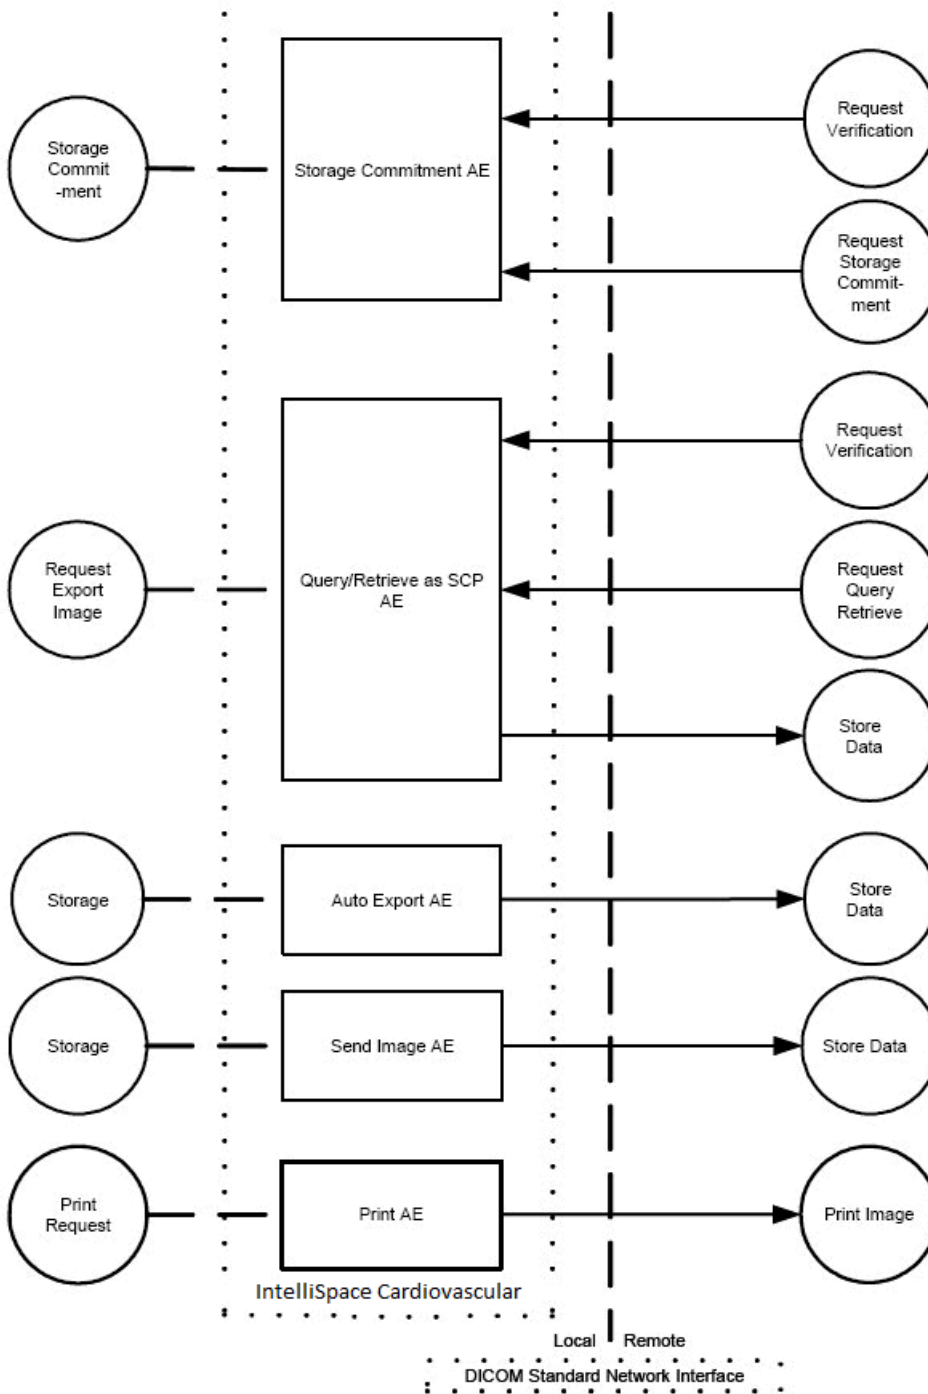 Request
Verification
Storage
Commit
-ment
Storage Commitment AE
Request
Storage
Commit-
ment
Request
Verification
Request
Export
Image
Query/Retrieve as SCP
AE
Request
Query
Retrieve
Store
Data
Storage
Auto Export AE
Store
Data
Storage
Send Image AE
Store Data
Print
Request
Print AE
Print Image
IntelliSpace Cardiovascular
Local
Remote
DICOM Standard Network Interface